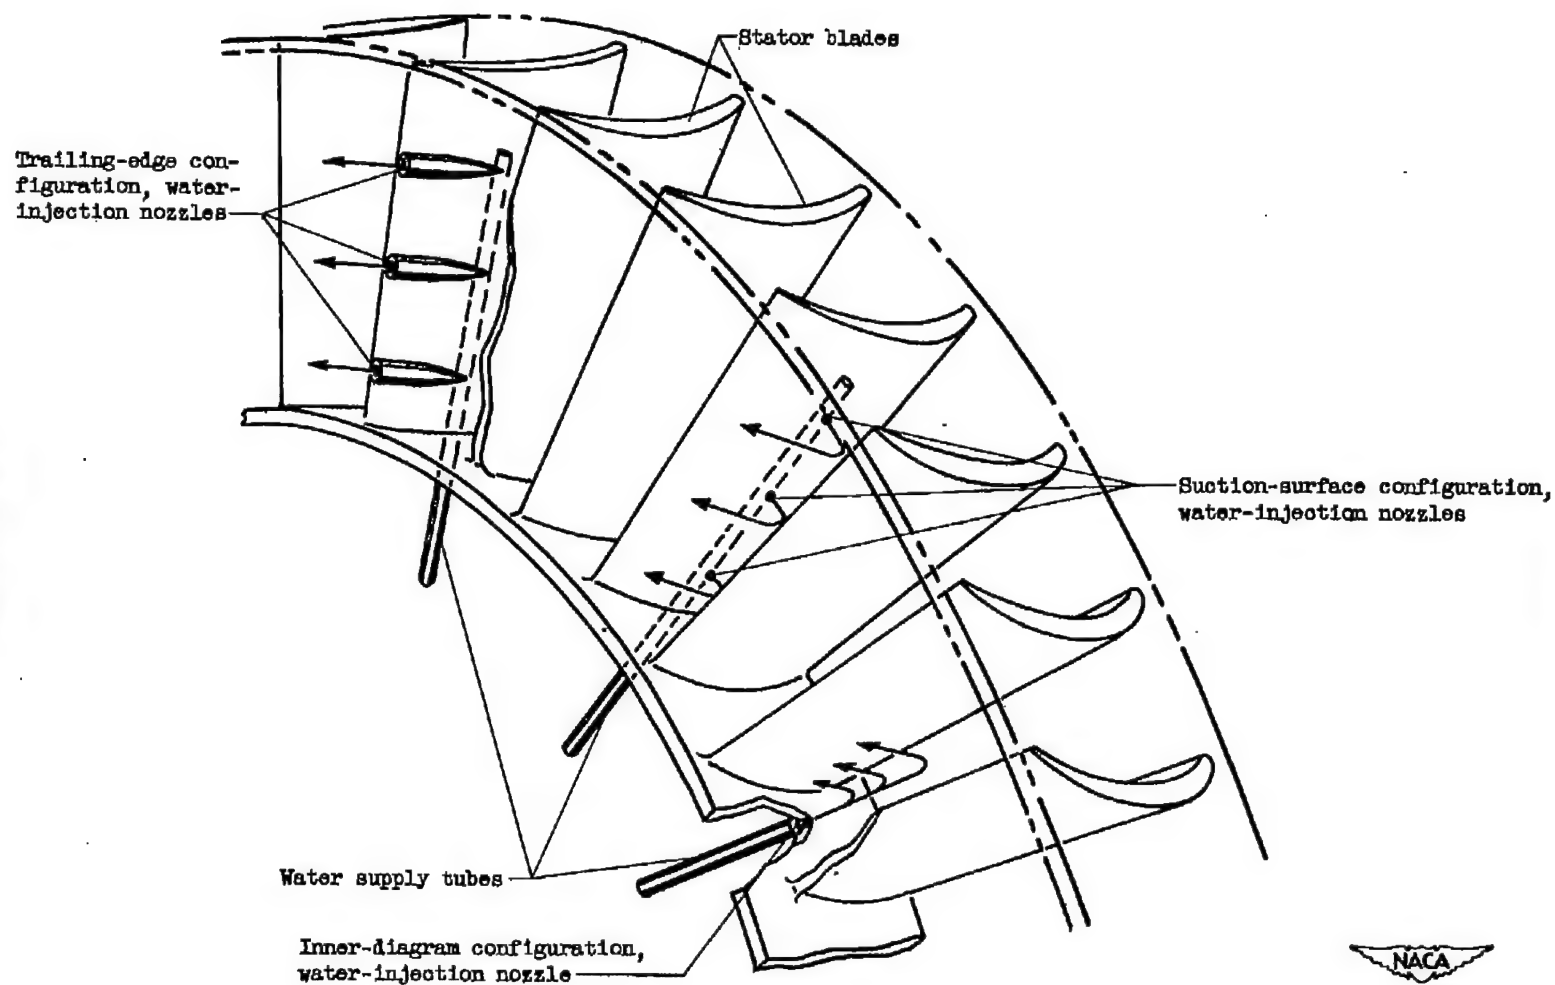 Stator blades
Trailing-edge con-
figuration, water-
injection nozzles
Suction-surface configuration,
water-injection nozzles
Water supply tubes
Inner-diagram configuration,
water-injection nozzle
NACA